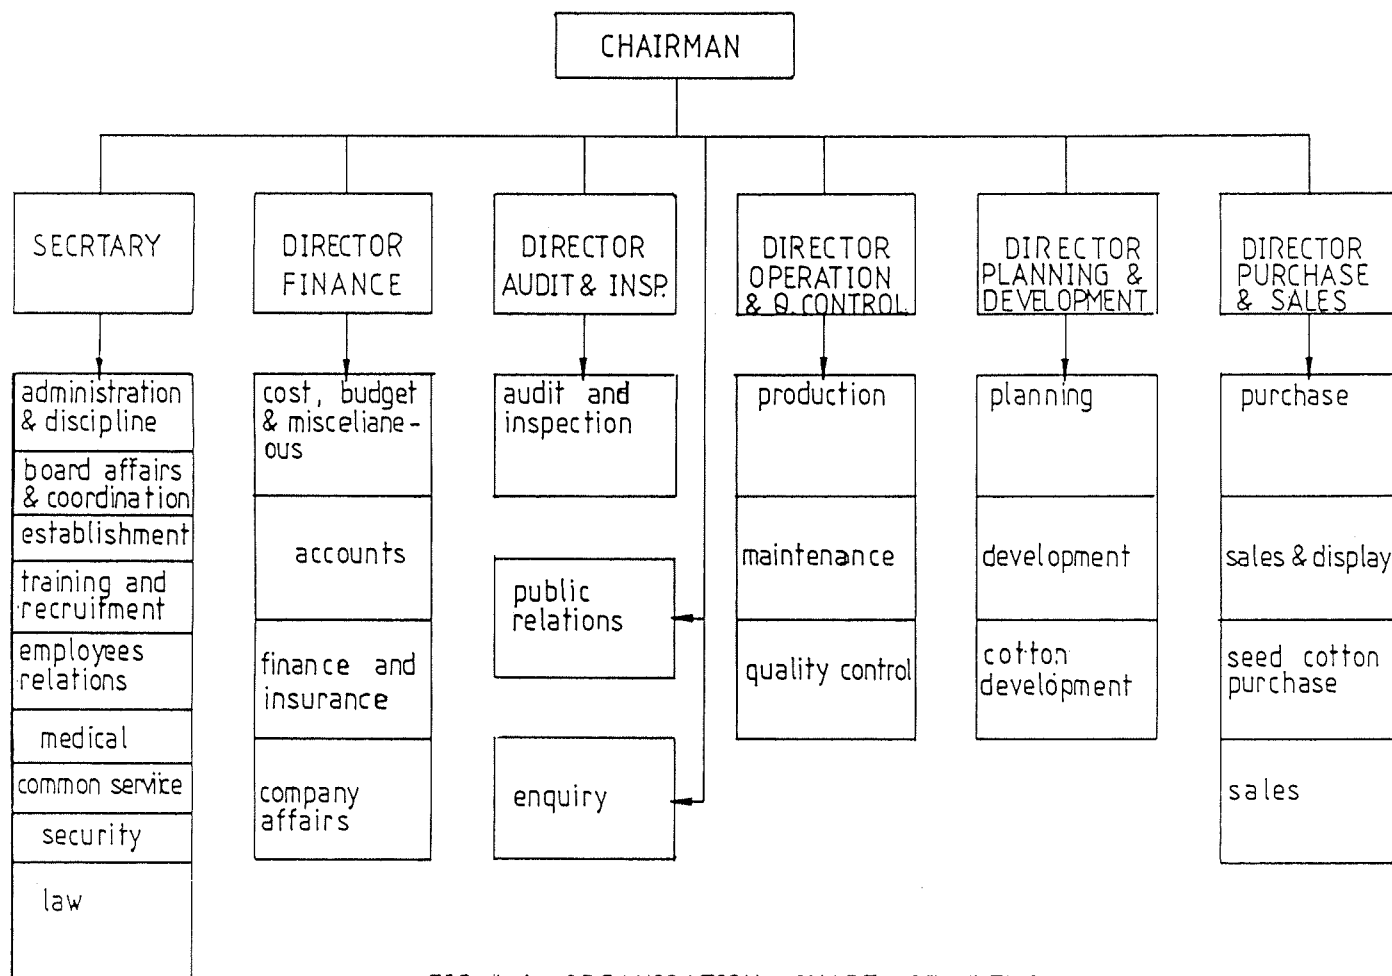 CHAIRMAN
SECRTARY
DIRECTOR
FINANCE
DIRECTOR
AUDIT & INSP.
DIRECTOR
OPERATION
& Q. CONTROL
DIRECTOR
PLANNING &
DEVELOPMENT
DIRECTOR
PURCHASE
& SALES
administration
& discipline
board affairs
& coordination
establishment
training and
recruitment
employees
relations
medical
common service
security
law
cost, budget
& misceliane-
ous
accounts
finance and
insurance
company
affairs
audit and
inspection
public
relations
enquiry
production
maintenance
quality control
planning
development
cotton
development
purchase
sales & display
seed cotton
purchase
sales